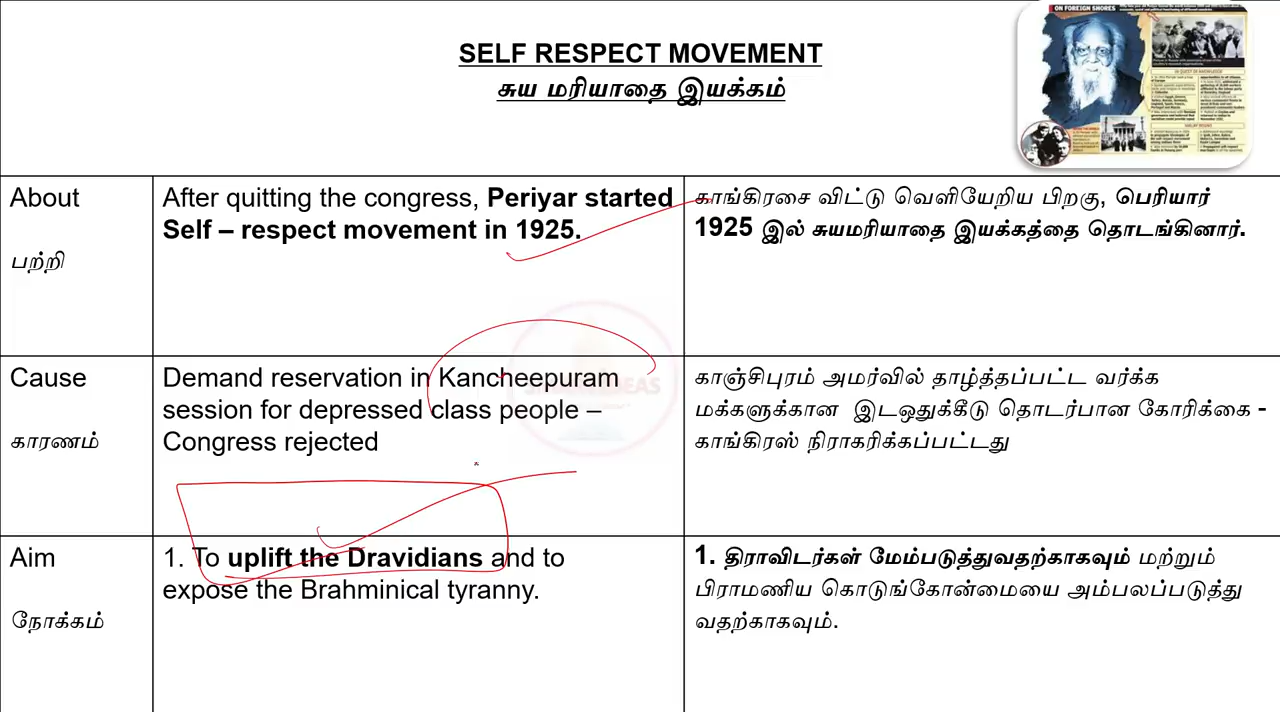 ON FOREIGN SHORES
SELF RESPECT MOVEMENT
சுய மரியாதை இயக்கம்
About
பற்றி
After quitting the congress, Periyar started
Self – respect movement in 1925.
காங்கிரசை விட்டு வெளியேறிய பிறகு, பெரியார்
1925 இல் சுயமரியாதை இயக்கத்தை தொடங்கினார்.
Cause
காரணம்
Demand reservation in Kancheepuram
session for depressed class people –
Congress rejected
காஞ்சிபுரம் அமர்வில் தாழ்த்தப்பட்ட வர்க்க
மக்களுக்கான இடஒதுக்கீடு தொடர்பான கோரிக்கை -
காங்கிரஸ் நிராகரிக்கப்பட்டது
Aim
நோக்கம்
1. To uplift the Dravidians and to
expose the Brahminical tyranny.
1. திராவிடர்கள் மேம்படுத்துவதற்காகவும் மற்றும்
பிராமணிய கொடுங்கோன்மையை அம்பலப்படுத்து
வதற்காகவும்.